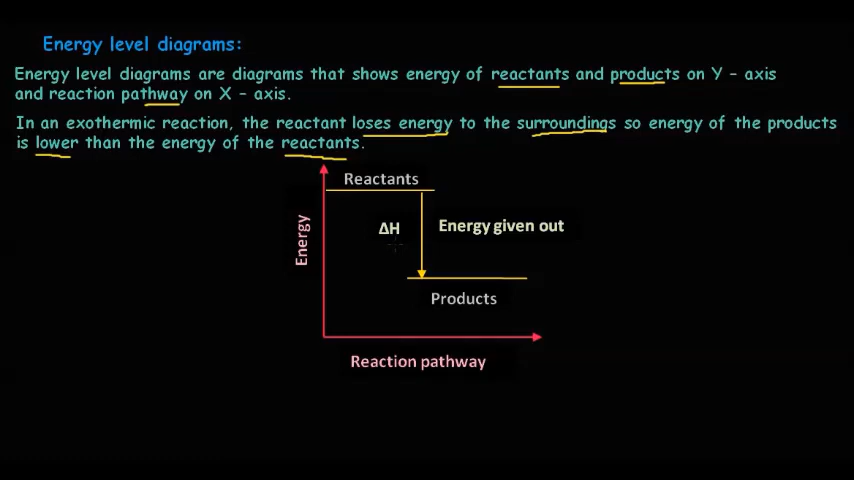 Energy level diagrams:
Energy level diagrams are diagrams that shows energy of reactants and products on Y - axis
and reaction pathway on X - axis.
In an exothermic reaction, the reactant loses energy to the surroundings so energy of the products
is lower than the energy of the reactants.
Reactants
Energy
ΔH
Energy given out
Products
Reaction pathway